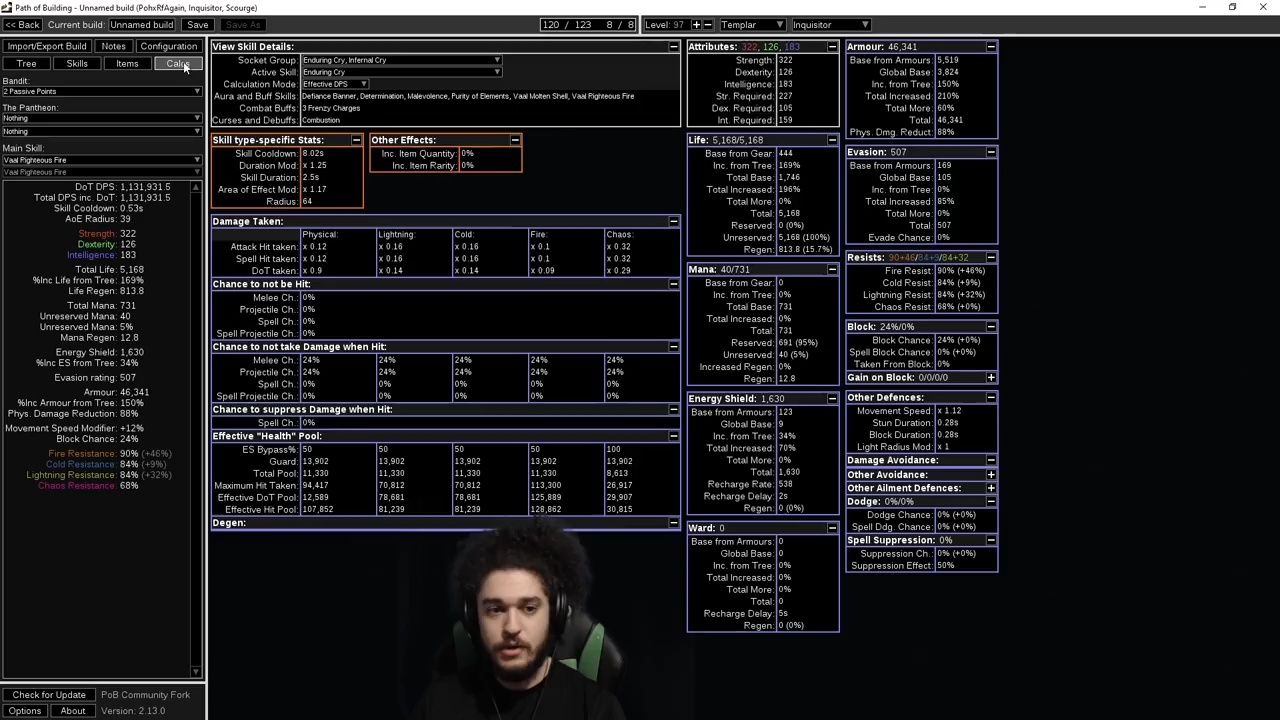 Path of Building - Unnamed build (PohxRfAgain, Inquisitor, Scourge)
<< Back Current build: Unnamed build Save Save As 120 / 123 8 / 8 Level: 97 + - Templar Inquisitor
Import/Export Build Notes Configuration
Tree Skills Items Calcs
Bandit:
2 Passive Points
The Pantheon:
Nothing
Nothing
Main Skill:
Vaal Righteous Fire
Vaal Righteous Fire
DoT DPS: 1,131,931.5
Total DPS inc. DoT: 1,131,931.5
Skill Cooldown: 0.53s
AoE Radius: 39
Strength: 322
Dexterity: 126
Intelligence: 183
Total Life: 5,168
%Inc Life from Tree: 169%
Life Regen: 813.8
Total Mana: 731
Unreserved Mana: 40
Unreserved Mana: 5%
Mana Regen: 12.8
Energy Shield: 1,630
%Inc ES from Tree: 34%
Evasion rating: 507
Armour: 46,341
%Inc Armour from Tree: 150%
Phys. Damage Reduction: 88%
Movement Speed Modifier: +12%
Block Chance: 24%
Fire Resistance: 90% (+46%)
Cold Resistance: 84% (+9%)
Lightning Resistance: 84% (+32%)
Chaos Resistance: 68%
Check for Update PoB Community Fork
Options About Version: 2.13.0
View Skill Details:
Socket Group: Enduring Cry, Infernal Cry
Active Skill: Enduring Cry
Calculation Mode: Effective DPS
Aura and Buff Skills: Defiance Banner, Determination, Malevolence, Purity of Elements, Vaal Molten Shell, Vaal Righteous Fire
Combat Buffs: 3 Frenzy Charges
Curses and Debuffs: Combustion
Skill type-specific Stats:
Skill Cooldown: 8.02s
Duration Mod: x 1.25
Skill Duration: 2.5s
Area of Effect Mod: x 1.17
Radius: 64
Other Effects:
Inc. Item Quantity: 0%
Inc. Item Rarity: 0%
Damage Taken:
Physical: Lightning: Cold: Fire: Chaos:
Attack Hit taken: x 0.12 x 0.16 x 0.16 x 0.1 x 0.32
Spell Hit taken: x 0.12 x 0.16 x 0.16 x 0.1 x 0.32
DoT taken: x 0.9 x 0.14 x 0.14 x 0.09 x 0.29
Chance to not be Hit:
Melee Ch.: 0%
Projectile Ch.: 0%
Spell Ch.: 0%
Spell Projectile Ch.: 0%
Chance to not take Damage when Hit:
Melee Ch.: 24% 24% 24% 24% 24%
Projectile Ch.: 24% 24% 24% 24% 24%
Spell Ch.: 0% 0% 0% 0% 0%
Spell Projectile Ch.: 0% 0% 0% 0% 0%
Chance to suppress Damage when Hit:
Spell Ch.: 0%
Effective "Health" Pool:
ES Bypass%: 50 50 50 50 100
Guard: 13,902 13,902 13,902 13,902 13,902
Total Pool: 11,330 11,330 11,330 11,330 8,613
Maximum Hit Taken: 94,417 70,812 70,812 113,300 26,917
Effective DoT Pool: 12,589 78,681 78,681 125,889 29,907
Effective Hit Pool: 107,852 81,239 81,239 128,862 30,815
Degen:
Attributes: 322, 126, 183
Strength: 322
Dexterity: 126
Intelligence: 183
Str. Required: 227
Dex. Required: 105
Int. Required: 159
Life: 5,168/5,168
Base from Gear: 444
Inc. from Tree: 169%
Total Base: 1,746
Total Increased: 196%
Total More: 0%
Total: 5,168
Reserved: 0 (0%)
Unreserved: 5,168 (100%)
Regen: 813.8 (15.7%)
Mana: 40/731
Base from Gear: 0
Inc. from Tree: 0%
Total Base: 731
Total Increased: 0%
Total More: 0%
Total: 731
Reserved: 691 (95%)
Unreserved: 40 (5%)
Increased Regen: 0%
Regen: 12.8
Energy Shield: 1,630
Base from Armours: 123
Global Base: 9
Inc. from Tree: 34%
Total Increased: 70%
Total More: 0%
Total: 1,472
Recharge Rate: 538
Recharge Delay: 2s
Regen: 0 (0%)
Ward: 0
Base from Armours: 0
Global Base: 0
Inc. from Tree: 0%
Total Increased: 0%
Total More: 0%
Total: 0
Recharge Delay: 5s
Regen: 0 (0%)
Armour: 46,341
Base from Armours: 5,519
Global Base: 3,824
Inc. from Tree: 150%
Total Increased: 210%
Total More: 60%
Total: 46,341
Phys. Dmg. Reduct: 88%
Evasion: 507
Base from Armours: 169
Global Base: 105
Inc. from Tree: 0%
Total Increased: 85%
Total More: 0%
Total: 507
Evade Chance: 0%
Resists: 90+46/84+9/84+32
Fire Resist: 90% (+46%)
Cold Resist: 84% (+9%)
Lightning Resist: 84% (+32%)
Chaos Resist: 68% (+0%)
Block: 24%/0%
Block Chance: 24% (+0%)
Spell Block Chance: 0% (+0%)
Taken From Block: 0%
Gain on Block: 0/0/0/0
Other Defences:
Movement Speed: x 1.12
Stun Duration: 0.28s
Block Duration: 0.28s
Light Radius Mod: x 1
Damage Avoidance:
Other Avoidance:
Other Ailment Defences:
Dodge: 0%/0%
Dodge Chance: 0% (+0%)
Spell Ddg. Chance: 0% (+0%)
Spell Suppression: 0%
Suppression Ch.: 0% (+0%)
Suppression Effect: 50%